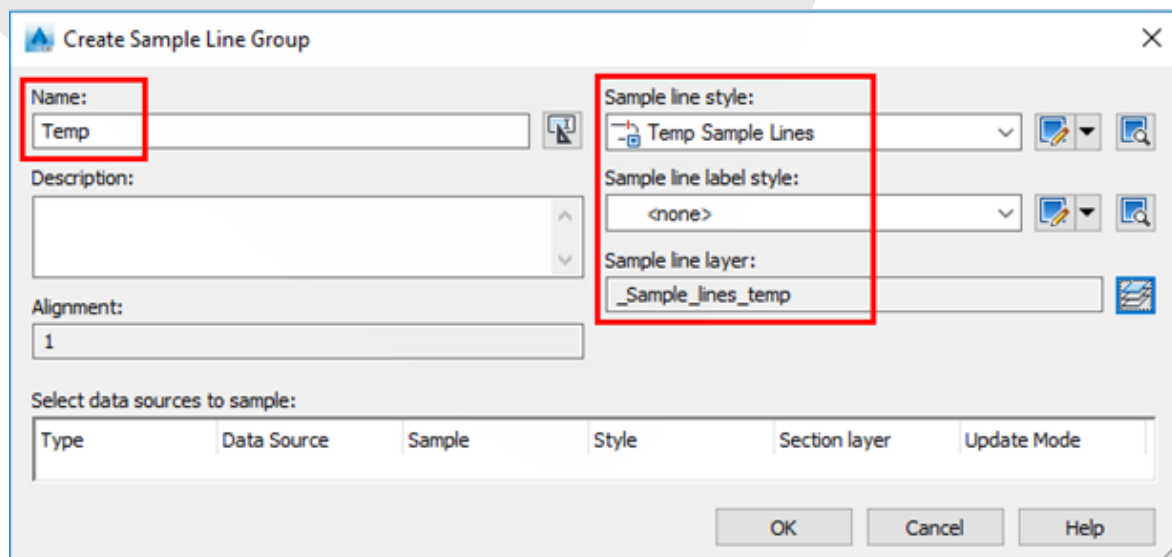 Create Sample Line Group
Name:
Temp
Description:
Alignment:
1
Sample line style:
Temp Sample Lines
Sample line label style:
<none>
Sample line layer:
_Sample_lines_temp
Select data sources to sample:
Type Data Source Sample Style Section layer Update Mode
OK Cancel Help